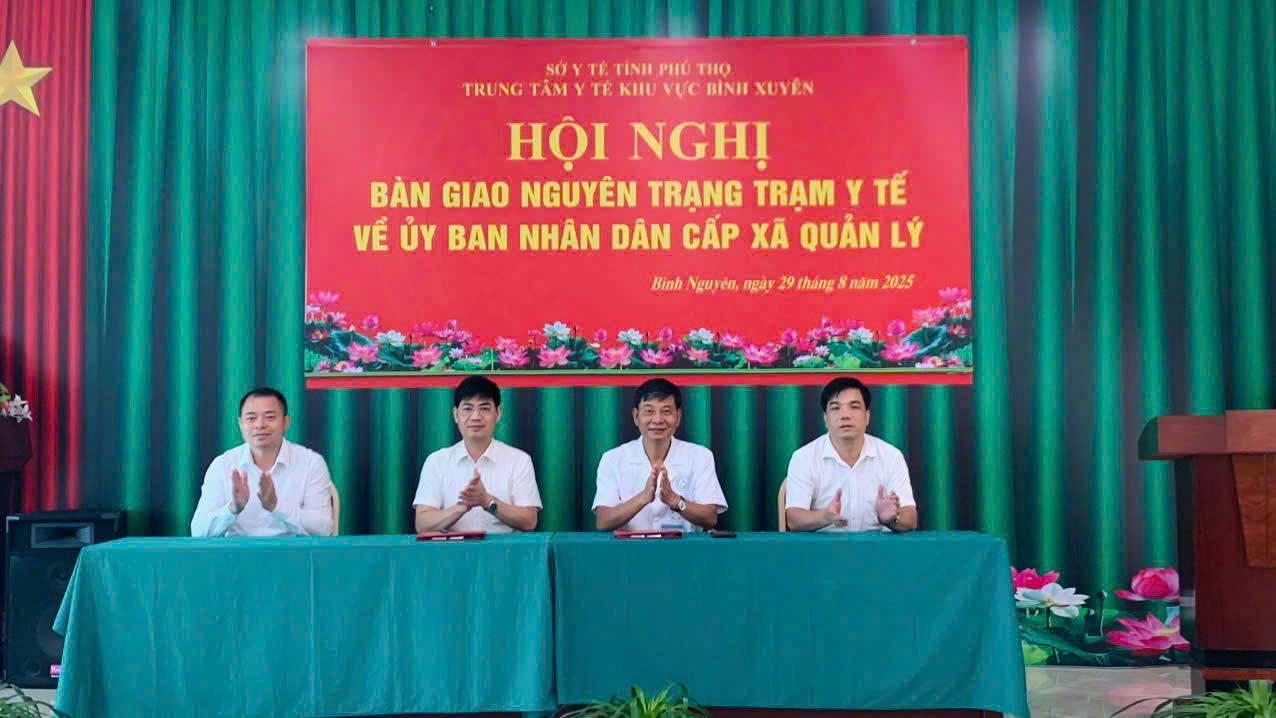 SỞ Y TẾ TỈNH PHÚ THỌ
TRUNG TÂM Y TẾ KHU VỰC BÌNH XUYÊN
HỘI NGHỊ
BÀN GIAO NGUYÊN TRẠNG TRẠM Y TẾ
VỀ ỦY BAN NHÂN DÂN CẤP XÃ QUẢN LÝ
Bình Nguyên, ngày 29 tháng 8 năm 2025